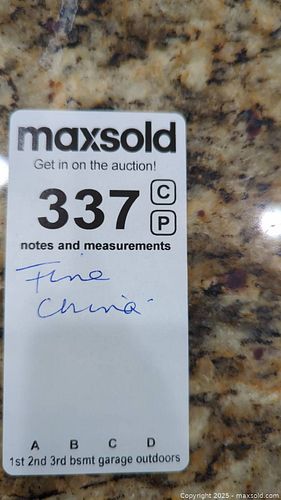 maxsold
Get in on the auction!
337 C
P
notes and measurements
Fine
China
A B C D
1st 2nd 3rd bsmt garage outdoors
Copyright 2025 - maxsold.com